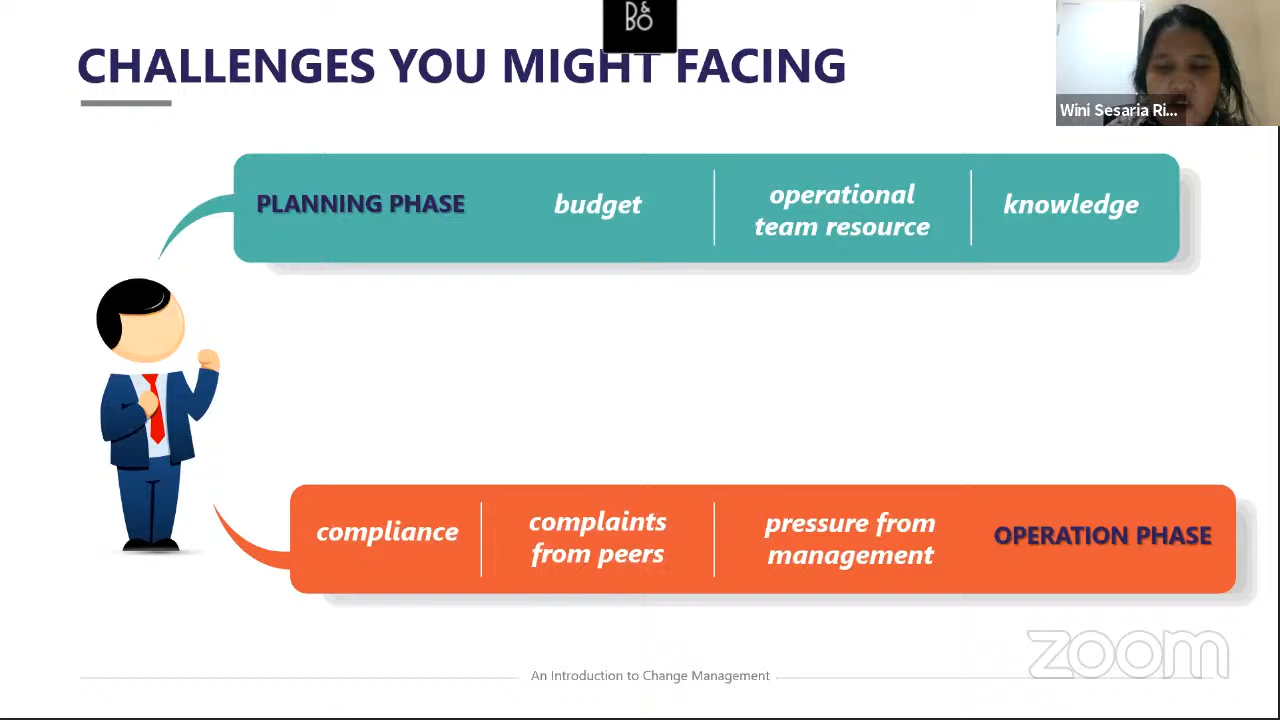 D&
BO
CHALLENGES YOU MIGHT FACING
Wini Sesaria Ri...
PLANNING PHASE
budget
operational
team resource
knowledge
compliance
complaints
from peers
pressure from
management
OPERATION PHASE
zoom
An Introduction to Change Management